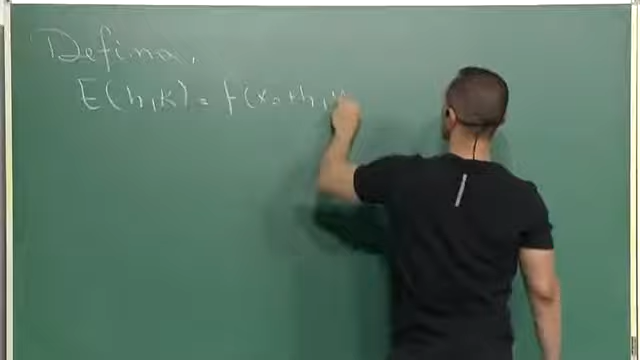 Defina,
E(h,k) = f(x₀+h, y